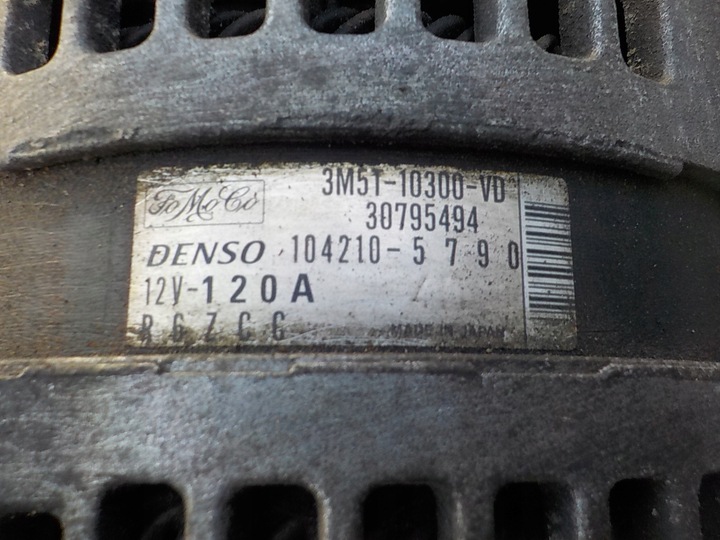 FoMoCo
3M5T-10300-VD
30795494
DENSO 104210-5790
12V-120A
MADE IN JAPAN